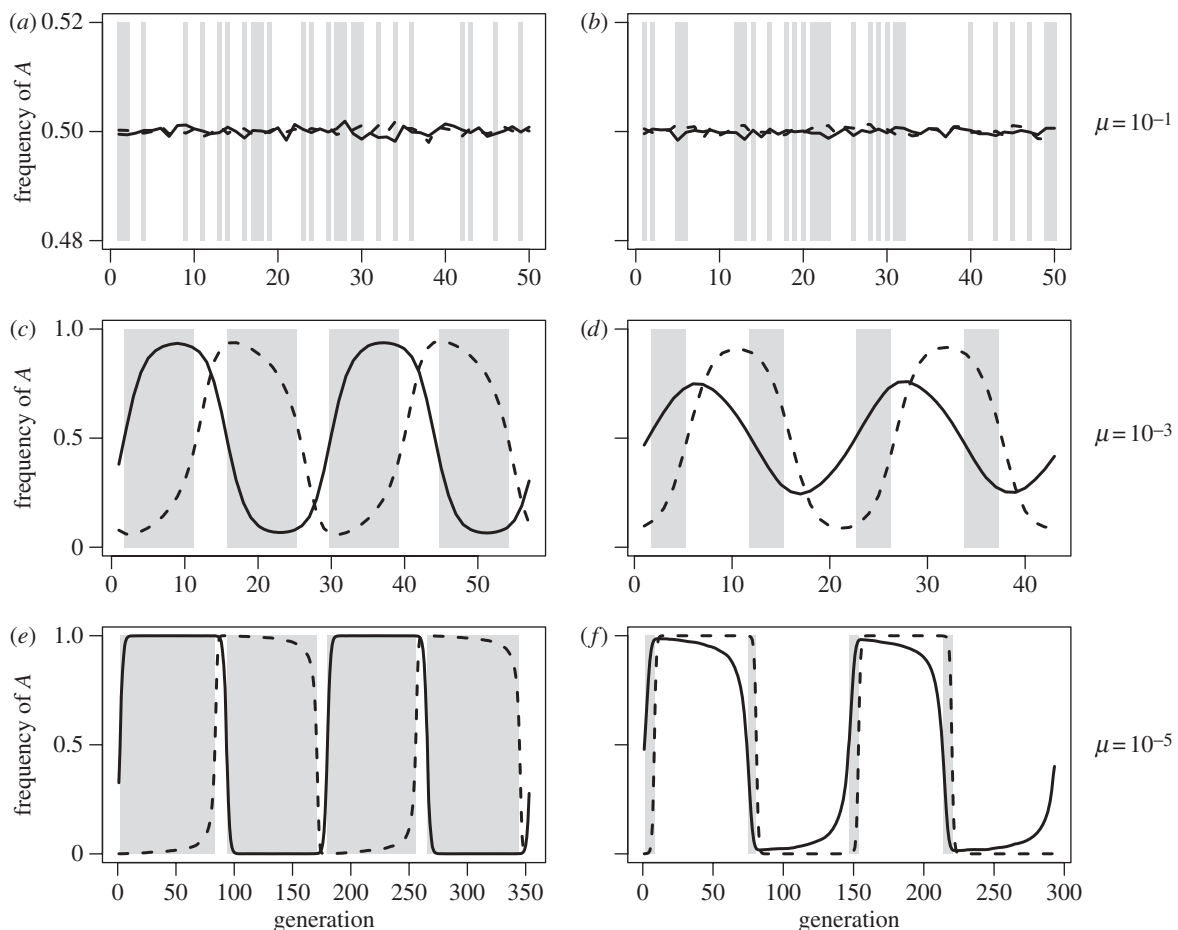 (a) 0.52
0.50
0.48
frequency of A
0 10 20 30 40 50
(b)
0 10 20 30 40 50
μ = 10⁻¹
(c) 1.0
0.5
0
frequency of A
0 10 20 30 40 50
(d)
0 10 20 30 40
μ = 10⁻³
(e) 1.0
0.5
0
frequency of A
0 50 100 150 200 250 300 350
generation
(f)
0 50 100 150 200 250 300
generation
μ = 10⁻⁵